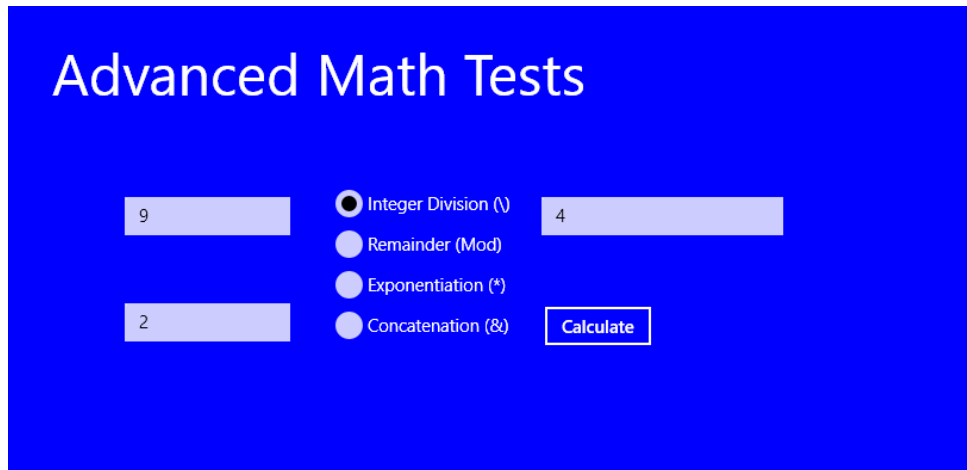 Advanced Math Tests
9
Integer Division (\)
4
Remainder (Mod)
Exponentiation (*)
2
Concatenation (&)
Calculate